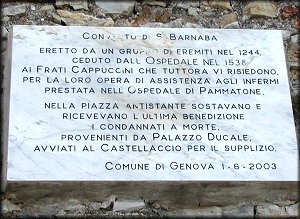 CONVENTO DI S. BARNABA
ERETTO DA UN GRUPPO DI EREMITI NEL 1244,
CEDUTO DALL'OSPEDALE NEL 1538
AI FRATI CAPPUCCINI CHE TUTTORA VI RISIEDONO,
PER LA LORO OPERA DI ASSISTENZA AGLI INFERMI
PRESTATA NELL'OSPEDALE DI PAMMATONE.
NELLA PIAZZA ANTISTANTE SOSTAVANO E
RICEVEVANO L'ULTIMA BENEDIZIONE
I CONDANNATI A MORTE,
PROVENIENTI DA PALAZZO DUCALE,
AVVIATI AL CASTELLACCIO PER IL SUPPLIZIO.
COMUNE DI GENOVA 1-6-2003